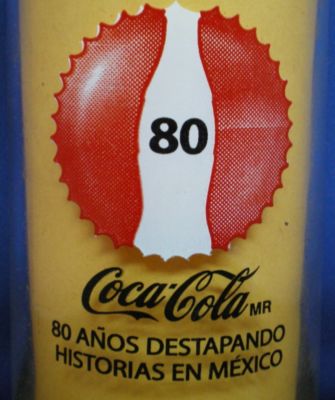 80
Coca-Cola MR
80 AÑOS DESTAPANDO
HISTORIAS EN MÉXICO